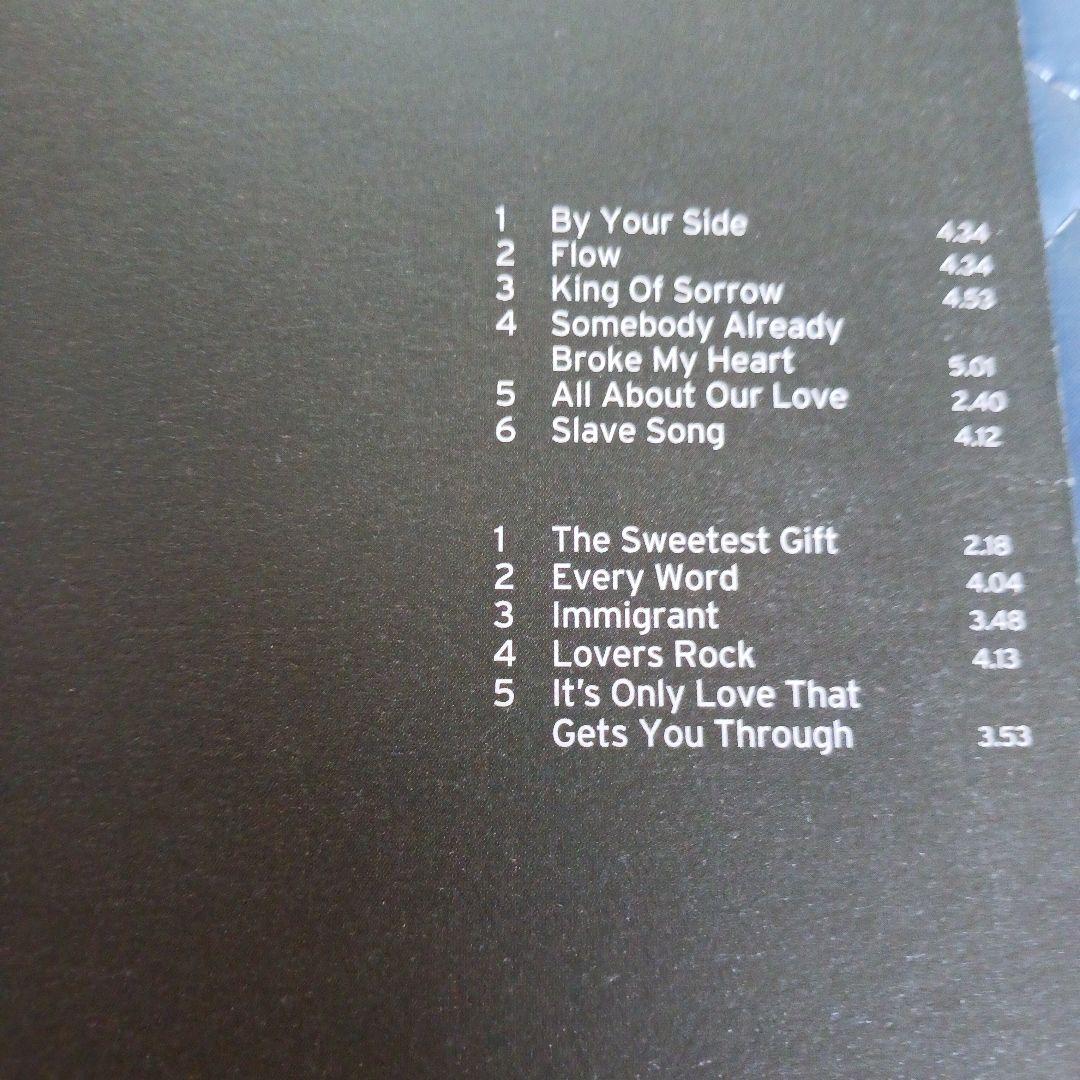 1 By Your Side 4.34
2 Flow 4.34
3 King Of Sorrow 4.53
4 Somebody Already
Broke My Heart 5.01
5 All About Our Love 2.40
6 Slave Song 4.12
1 The Sweetest Gift 2.18
2 Every Word 4.04
3 Immigrant 3.48
4 Lovers Rock 4.13
5 It's Only Love That
Gets You Through 3.53